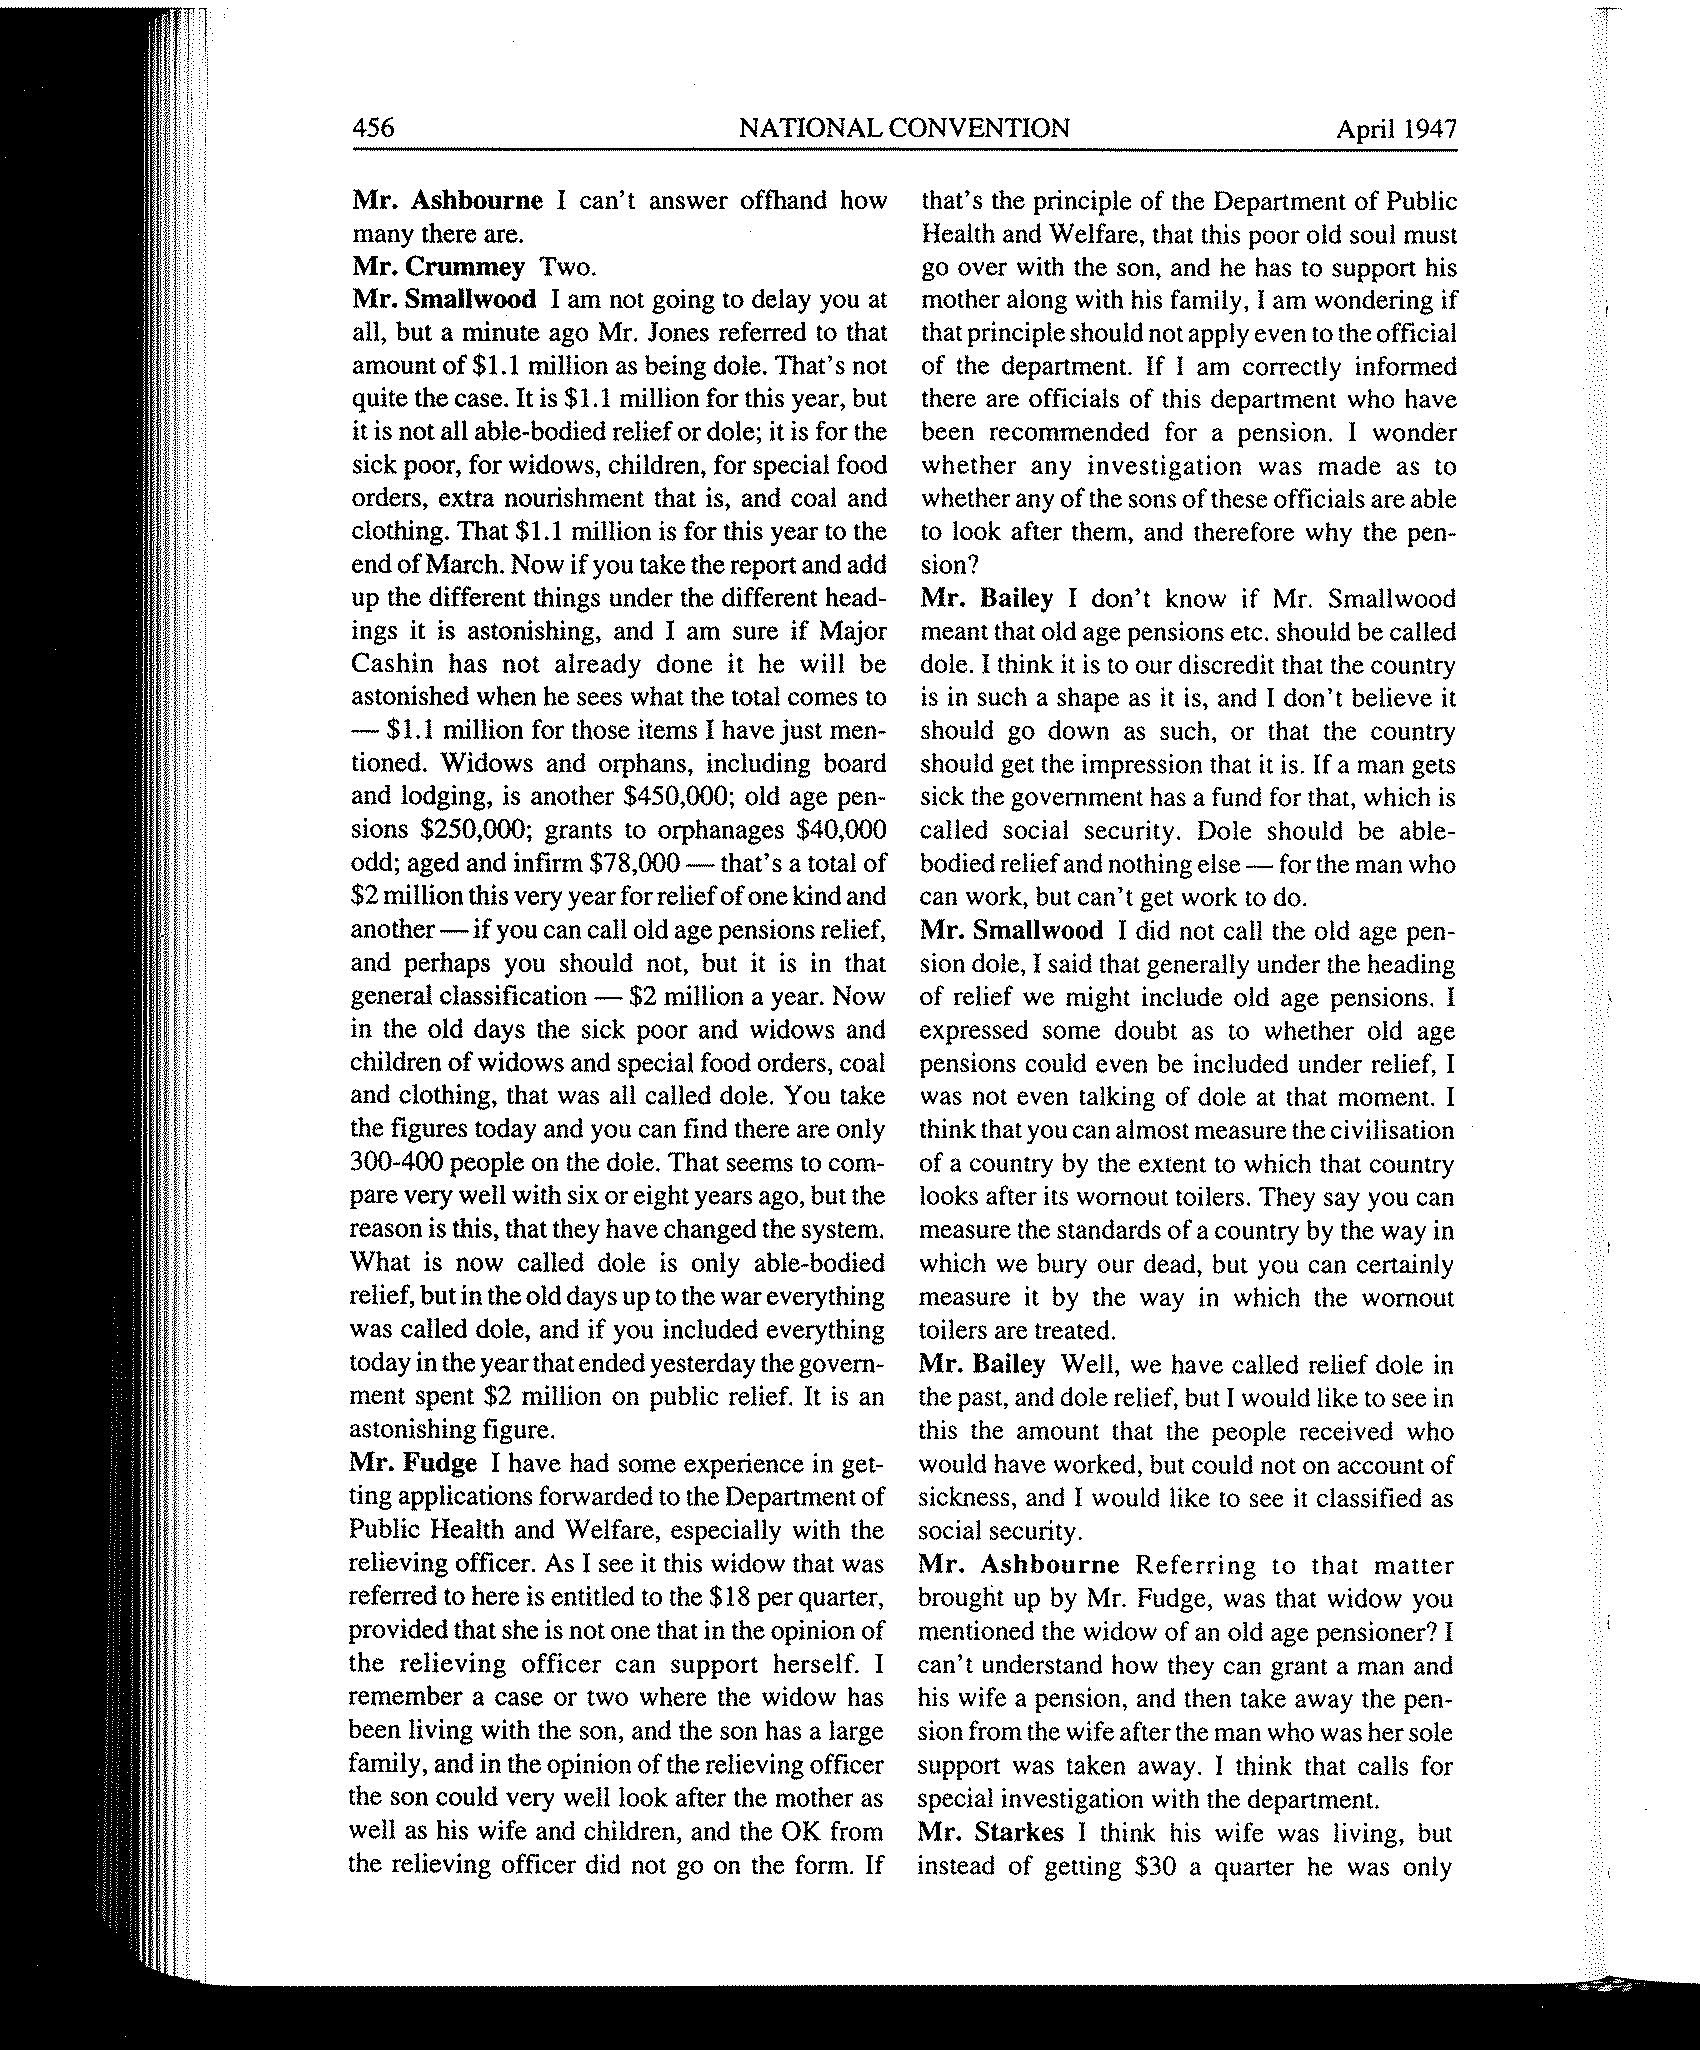 456 NATIONAL CONVENTION April 1947
Mr. Ashbourne I can't answer offhand how
many there are.
Mr. Crummey Two.
Mr. Smallwood I am not going to delay you at
all, but a minute ago Mr. Jones referred to that
amount of $1.1 million as being dole. That's not
quite the case. It is $1.1 million for this year, but
it is not all able-bodied relief or dole; it is for the
sick poor, for widows, children, for special food
orders, extra nourishment that is, and coal and
clothing. That $1.1 million is for this year to the
end of March. Now if you take the report and add
up the different things under the different head-
ings it is astonishing, and I am sure if Major
Cashin has not already done it he will be
astonished when he sees what the total comes to
— $1.1 million for those items I have just men-
tioned. Widows and orphans, including board
and lodging, is another $450,000; old age pen-
sions $250,000; grants to orphanages $40,000
odd; aged and infirm $78,000 — that's a total of
$2 million this very year for relief of one kind and
another — if you can call old age pensions relief,
and perhaps you should not, but it is in that
general classification — $2 million a year. Now
in the old days the sick poor and widows and
children of widows and special food orders, coal
and clothing, that was all called dole. You take
the figures today and you can find there are only
300-400 people on the dole. That seems to com-
pare very well with six or eight years ago, but the
reason is this, that they have changed the system.
What is now called dole is only able-bodied
relief, but in the old days up to the war everything
was called dole, and if you included everything
today in the year that ended yesterday the govern-
ment spent $2 million on public relief. It is an
astonishing figure.
Mr. Fudge I have had some experience in get-
ting applications forwarded to the Department of
Public Health and Welfare, especially with the
relieving officer. As I see it this widow that was
referred to here is entitled to the $18 per quarter,
provided that she is not one that in the opinion of
the relieving officer can support herself. I
remember a case or two where the widow has
been living with the son, and the son has a large
family, and in the opinion of the relieving officer
the son could very well look after the mother as
well as his wife and children, and the OK from
the relieving officer did not go on the form. If
that's the principle of the Department of Public
Health and Welfare, that this poor old soul must
go over with the son, and he has to support his
mother along with his family, I am wondering if
that principle should not apply even to the official
of the department. If I am correctly informed
there are officials of this department who have
been recommended for a pension. I wonder
whether any investigation was made as to
whether any of the sons of these officials are able
to look after them, and therefore why the pen-
sion?
Mr. Bailey I don't know if Mr. Smallwood
meant that old age pensions etc. should be called
dole. I think it is to our discredit that the country
is in such a shape as it is, and I don't believe it
should go down as such, or that the country
should get the impression that it is. If a man gets
sick the government has a fund for that, which is
called social security. Dole should be able-
bodied relief and nothing else — for the man who
can work, but can't get work to do.
Mr. Smallwood I did not call the old age pen-
sion dole, I said that generally under the heading
of relief we might include old age pensions. I
expressed some doubt as to whether old age
pensions could even be included under relief, I
was not even talking of dole at that moment. I
think that you can almost measure the civilisation
of a country by the extent to which that country
looks after its wornout toilers. They say you can
measure the standards of a country by the way in
which we bury our dead, but you can certainly
measure it by the way in which the wornout
toilers are treated.
Mr. Bailey Well, we have called relief dole in
the past, and dole relief, but I would like to see in
this the amount that the people received who
would have worked, but could not on account of
sickness, and I would like to see it classified as
social security.
Mr. Ashbourne Referring to that matter
brought up by Mr. Fudge, was that widow you
mentioned the widow of an old age pensioner? I
can't understand how they can grant a man and
his wife a pension, and then take away the pen-
sion from the wife after the man who was her sole
support was taken away. I think that calls for
special investigation with the department.
Mr. Starkes I think his wife was living, but
instead of getting $30 a quarter he was only